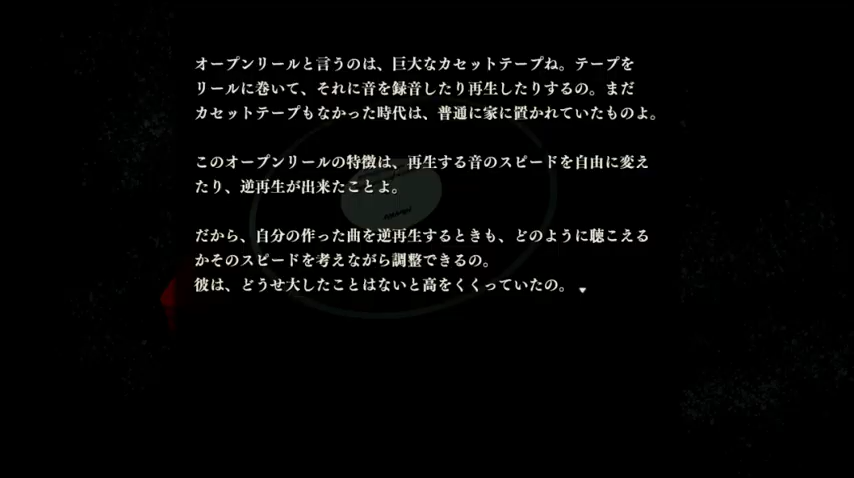 オープンリールと言うのは、巨大なカセットテープね。テープを
リールに巻いて、それに音を録音したり再生したりするの。まだ
カセットテープもなかった時代は、普通に家に置かれていたものよ。
このオープンリールの特徴は、再生する音のスピードを自由に変え
たり、逆再生が出来たことよ。
だから、自分の作った曲を逆再生するときも、どのように聴こえる
かそのスピードを考えながら調整できるの。
彼は、どうせ大したことはないと高をくくっていたの。